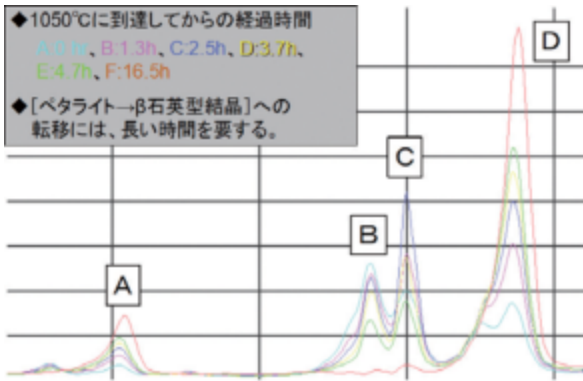 ◆1050℃に到達してからの経過時間
A:0 hr、B:1.3h、C:2.5h、D:3.7h、
E:4.7h、F:16.5h
◆[ペタライト→β石英型結晶]への
転移には、長い時間を要する。
D
C
B
A